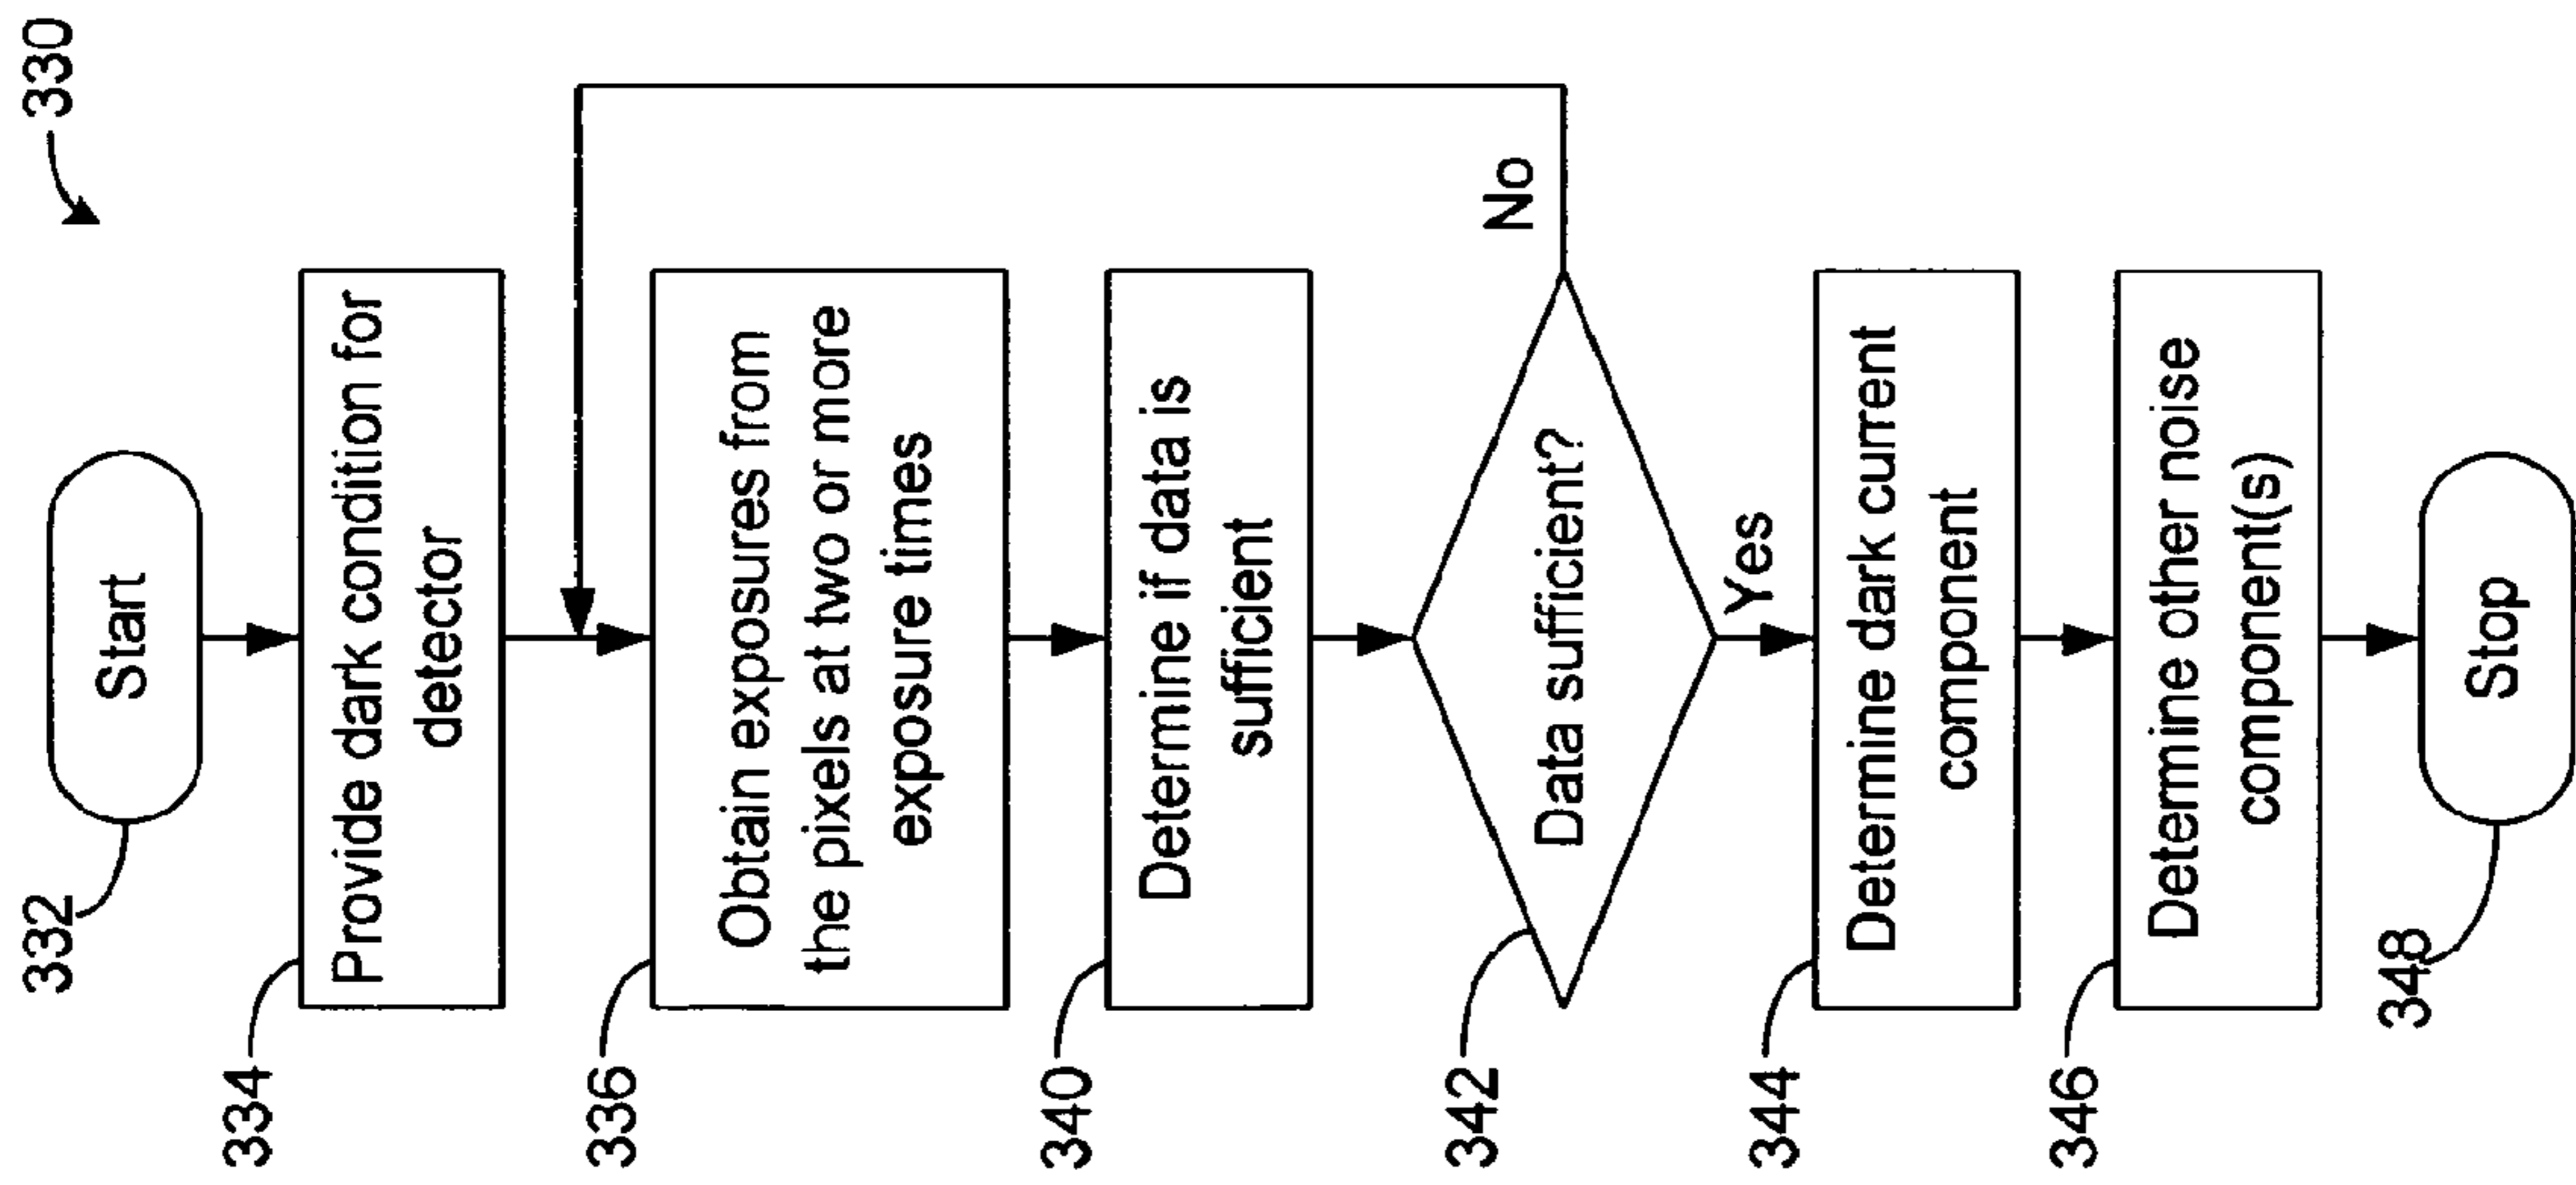 330
332
Start
334
Provide dark condition for
detector
336
Obtain exposures from
the pixels at two or more
exposure times
340
Determine if data is
sufficient
342
Data sufficient?
No
Yes
344
Determine dark current
component
346
Determine other noise
component(s)
348
Stop